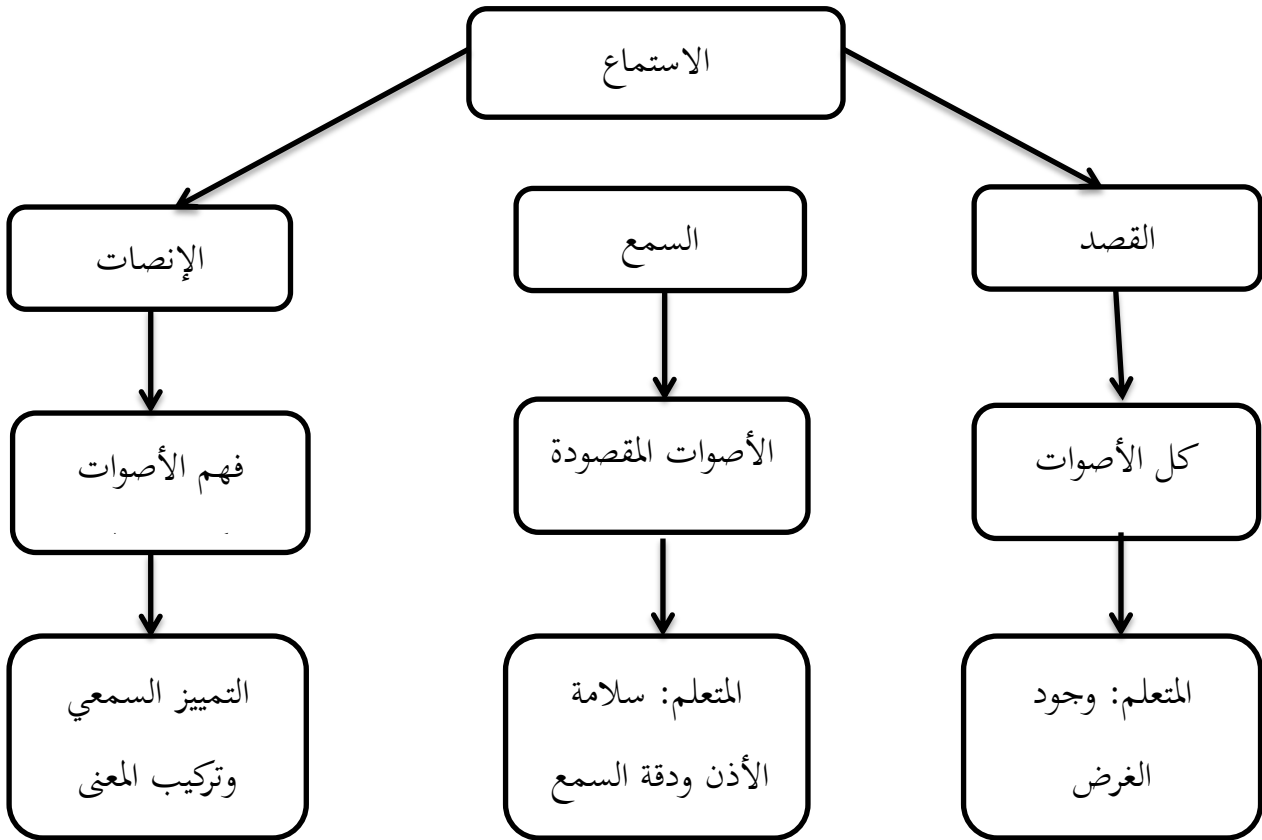 الاستماع
القصد
السمع
الإنصات
كل الأصوات
الأصوات المقصودة
فهم الأصوات
المتعلم: وجود
الغرض
المتعلم: سلامة
الأذن ودقة السمع
التمييز السمعي
وتركيب المعنى